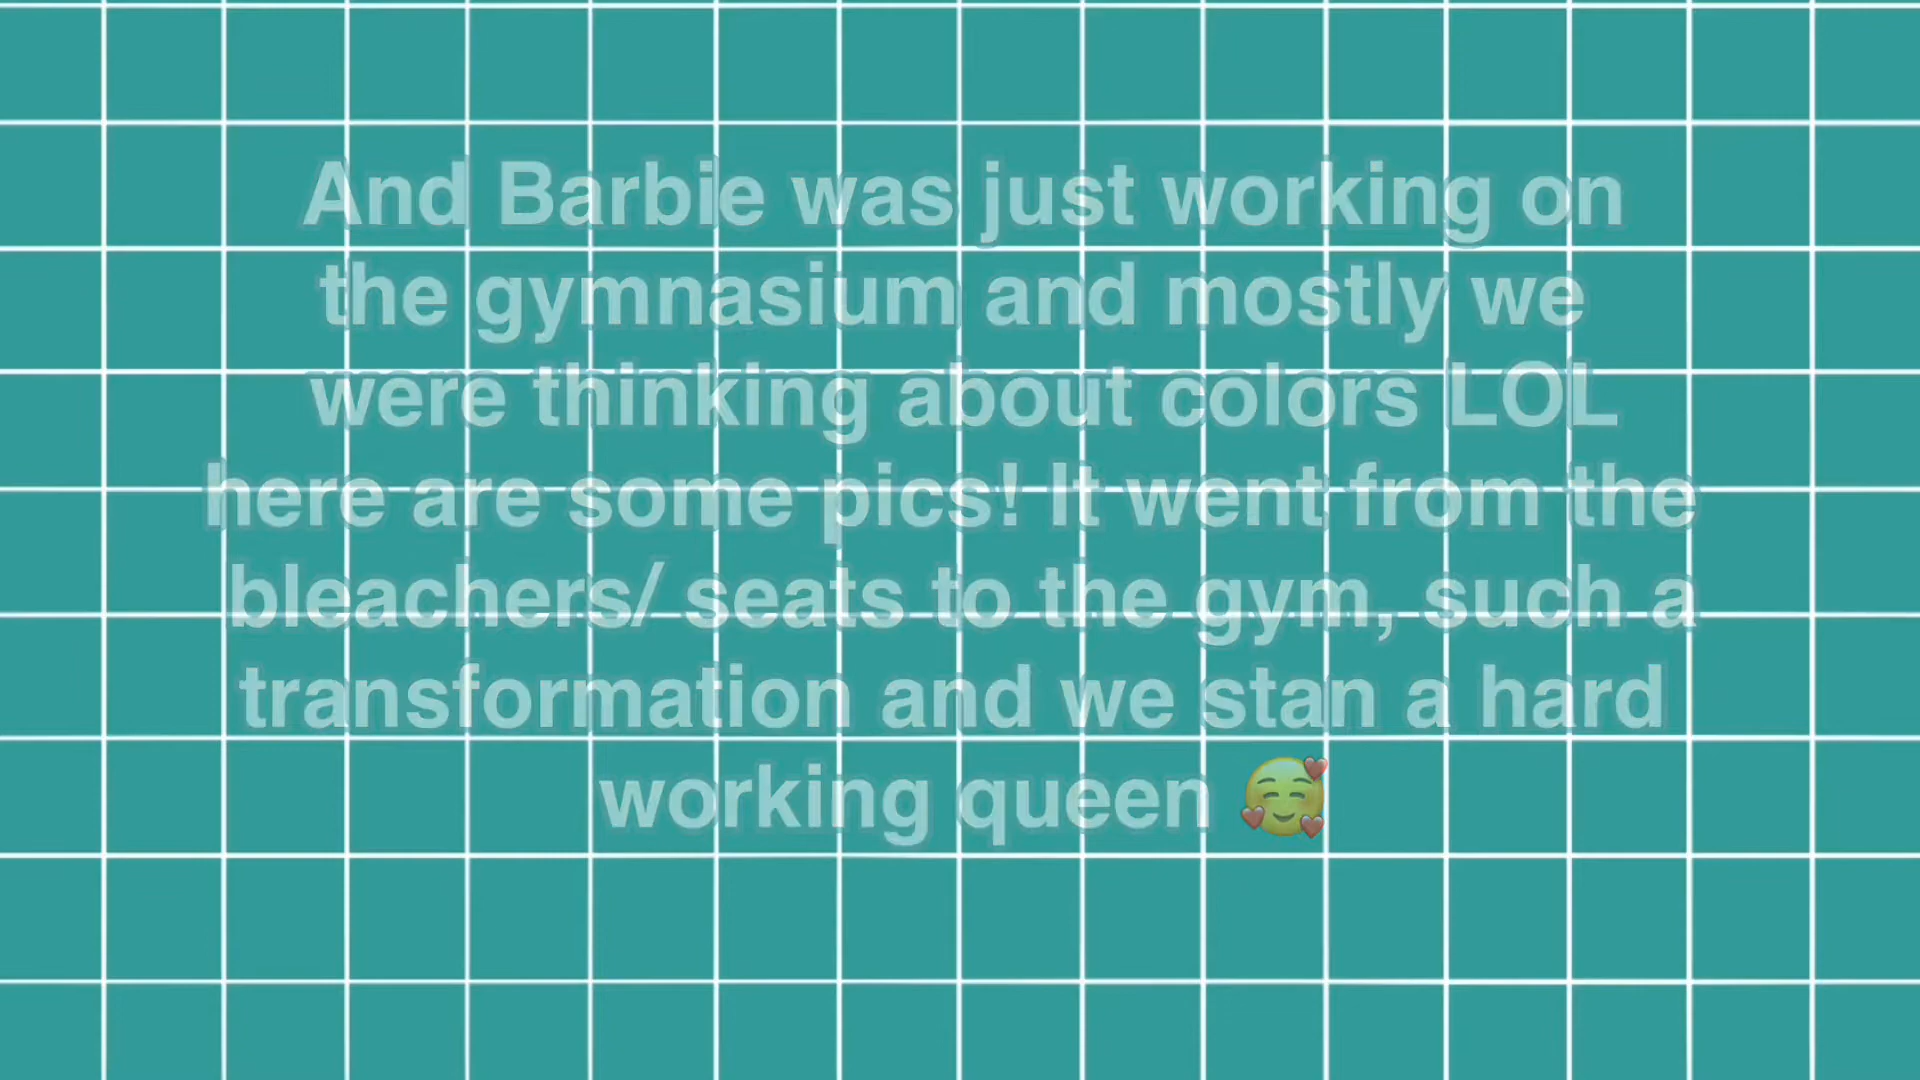 And Barbie was just working on
the gymnasium and mostly we
were thinking about colors LOL
here are some pics! It went from the
bleachers/ seats to the gym, such a
transformation and we stan a hard
working queen 🥰